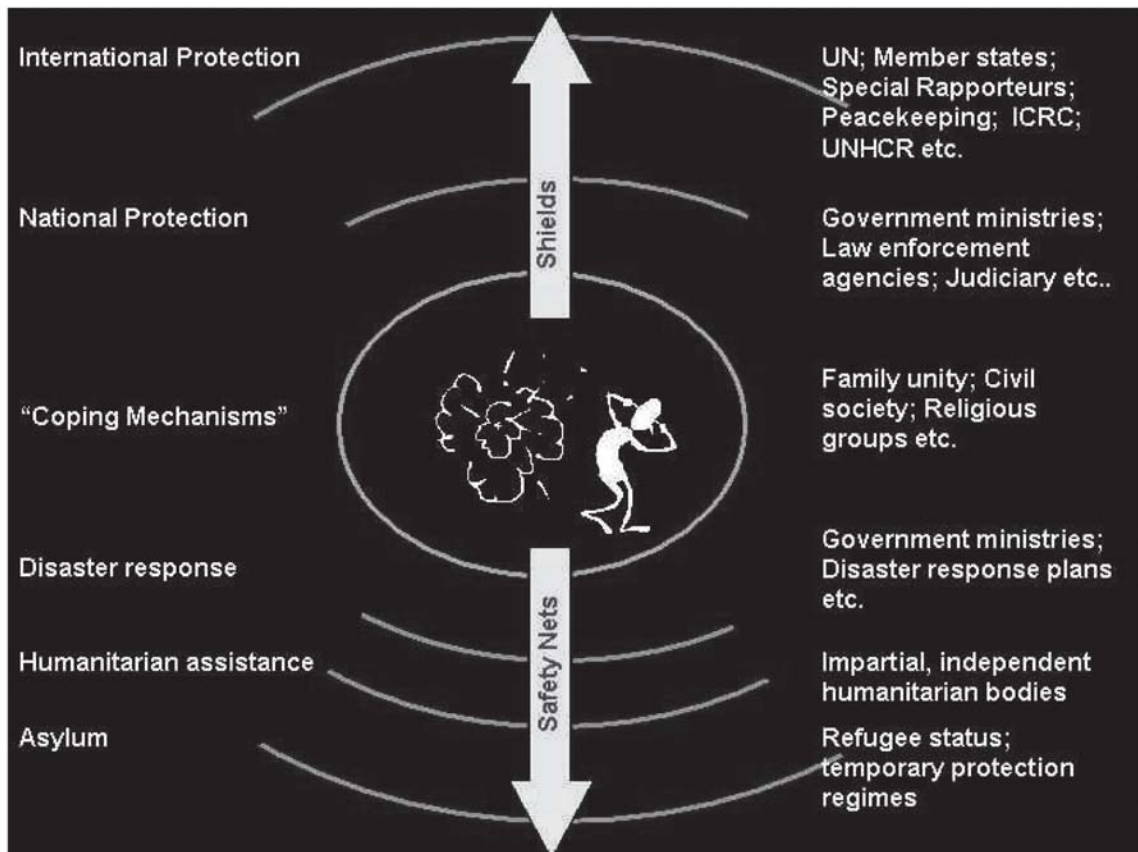 International Protection
UN; Member states;
Special Rapporteurs;
Peacekeeping; ICRC;
UNHCR etc.
National Protection
Government ministries;
Law enforcement
agencies; Judiciary etc..
Shields
“Coping Mechanisms”
Family unity; Civil
society; Religious
groups etc.
Disaster response
Government ministries;
Disaster response plans
etc.
Safety Nets
Humanitarian assistance
Impartial, independent
humanitarian bodies
Asylum
Refugee status;
temporary protection
regimes